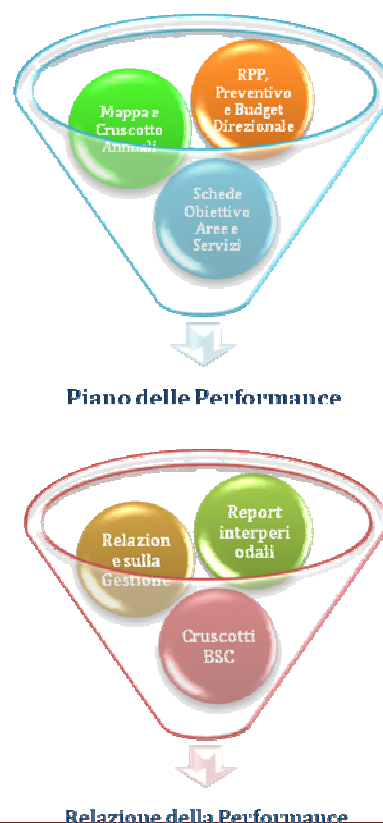 RPP,
Preventivo
e Budget
Direzionale
Mappa e
Cruscotto
Annuali
Schede
Obiettivo
Aree e
Servizi
Piano delle Performance
Report
interperi
odali
Relazion
e sulla
Gestione
Cruscotti
BSC
Relazione della Performance